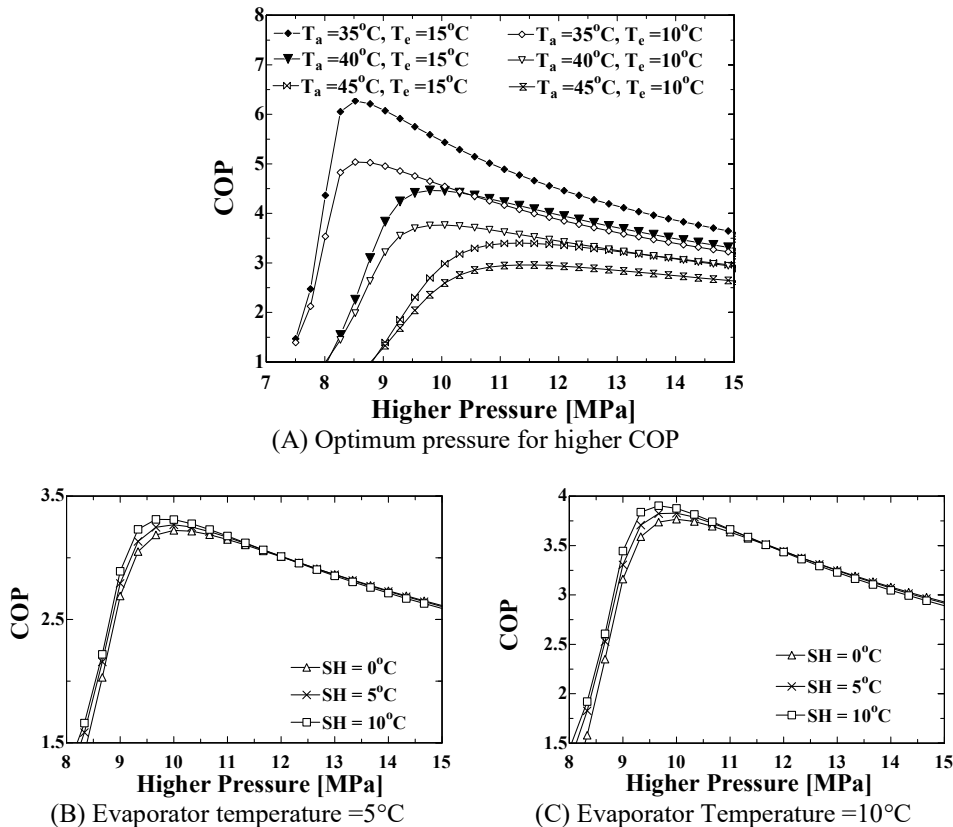 8
7
6
5
4
3
2
1
COP
T_a =35°C, T_e =15°C
T_a =35°C, T_e =10°C
T_a =40°C, T_e =15°C
T_a =40°C, T_e =10°C
T_a =45°C, T_e =15°C
T_a =45°C, T_e =10°C
7 8 9 10 11 12 13 14 15
Higher Pressure [MPa]
(A) Optimum pressure for higher COP
3.5
2.5
1.5
COP
SH = 0°C
SH = 5°C
SH = 10°C
8 9 10 11 12 13 14 15
Higher Pressure [MPa]
(B) Evaporator temperature =5°C
4
3.5
3
2.5
2
1.5
COP
SH = 0°C
SH = 5°C
SH = 10°C
8 9 10 11 12 13 14 15
Higher Pressure [MPa]
(C) Evaporator Temperature =10°C